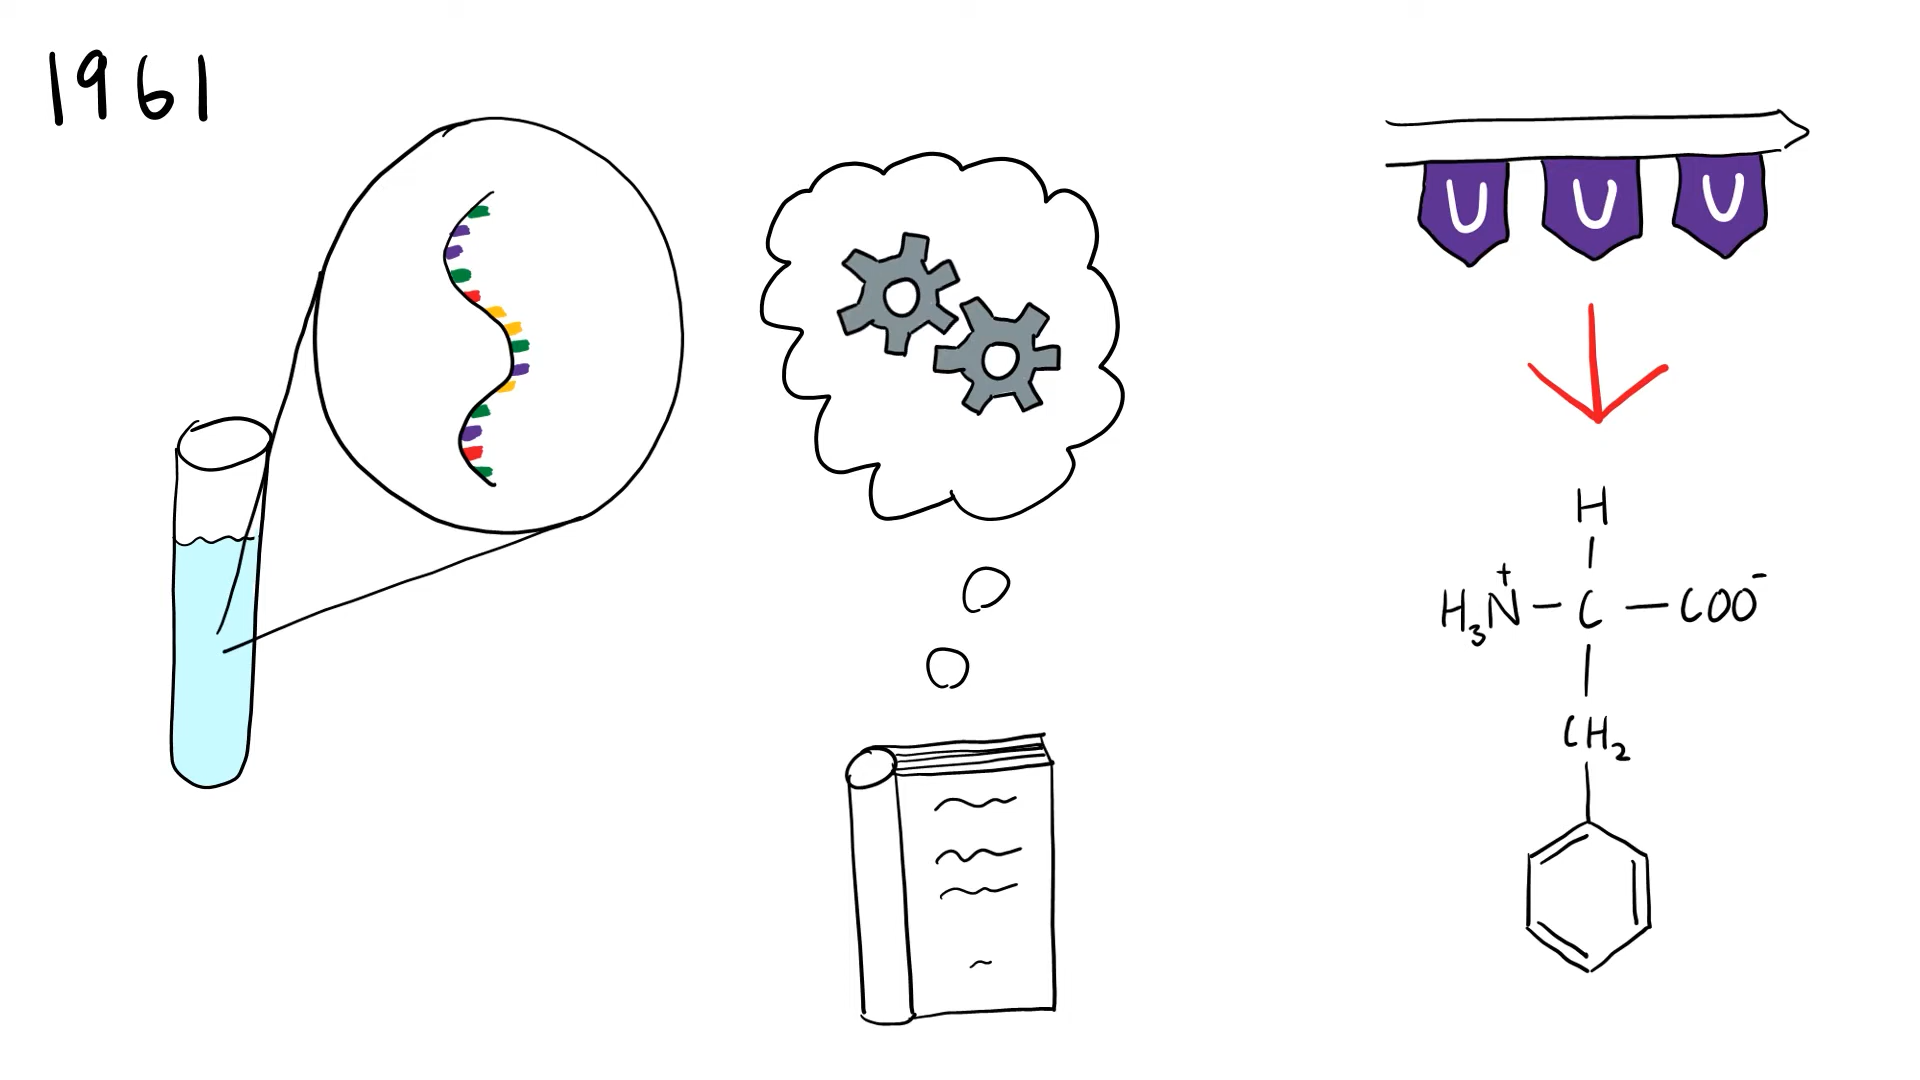 1961
U U U
H
H₃N⁺ – C – COO⁻
CH₂